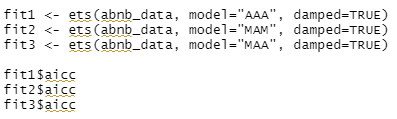 fit1 <- ets(abnb_data, model="AAA", damped=TRUE)
fit2 <- ets(abnb_data, model="MAM", damped=TRUE)
fit3 <- ets(abnb_data, model="MAA", damped=TRUE)
fit1$aicc
fit2$aicc
fit3$aicc